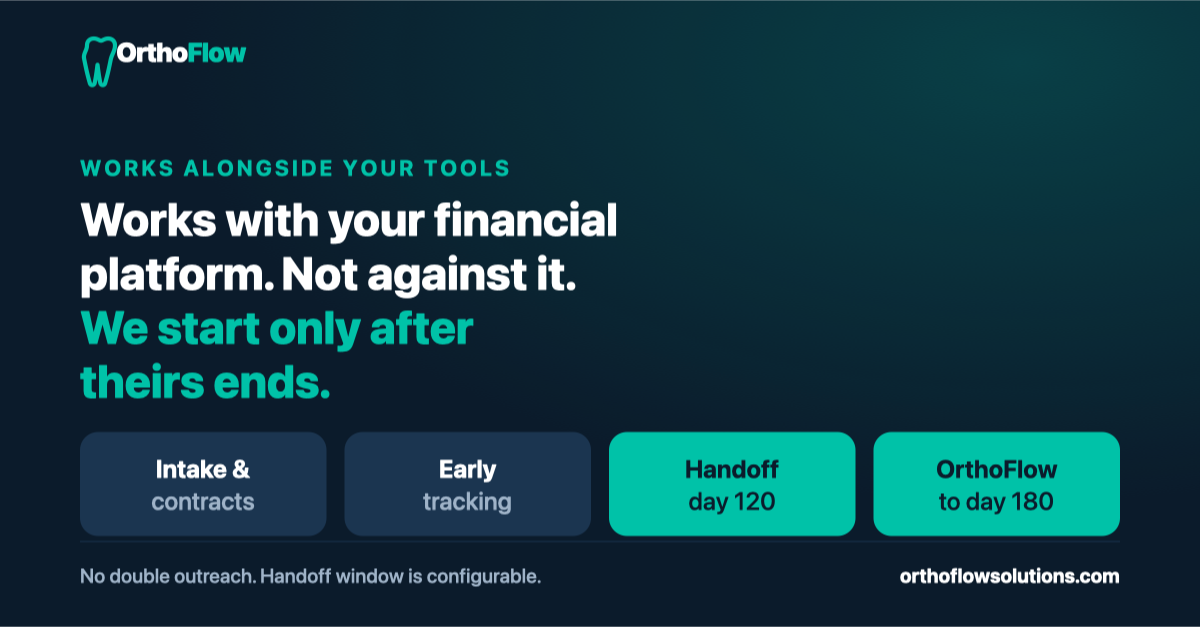 OrthoFlow
WORKS ALONGSIDE YOUR TOOLS
Works with your financial
platform. Not against it.
We start only after
theirs ends.
Intake &
contracts
Early
tracking
Handoff
day 120
OrthoFlow
to day 180
No double outreach. Handoff window is configurable.
orthoflowsolutions.com